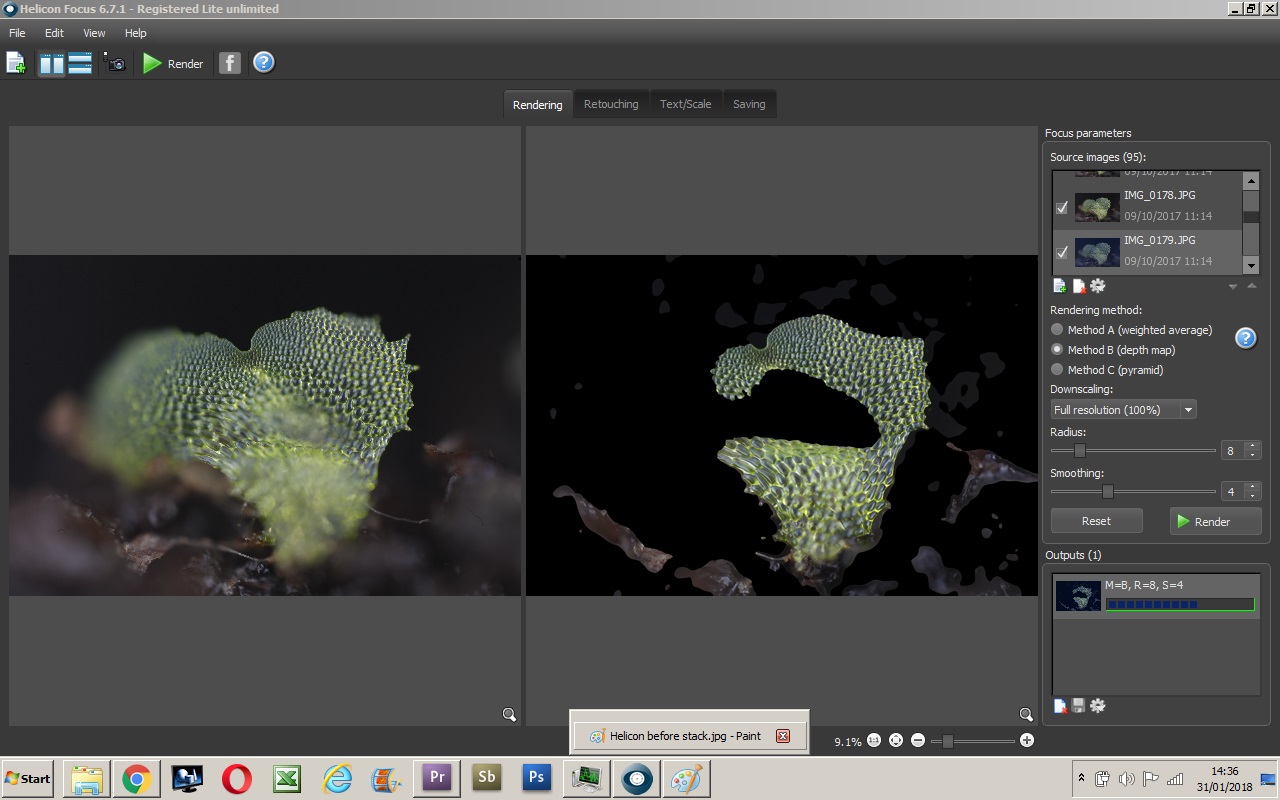 Helicon Focus 6.7.1 - Registered Lite unlimited
File Edit View Help
Render
Rendering Retouching Text/Scale Saving
Focus parameters
Source images (95):
09/10/2017 11:14
IMG_0178.JPG
09/10/2017 11:14
IMG_0179.JPG
09/10/2017 11:14
Rendering method:
Method A (weighted average)
Method B (depth map)
Method C (pyramid)
Downscaling:
Full resolution (100%)
Radius:
8
Smoothing:
4
Reset Render
Outputs (1)
M=B, R=8, S=4
Helicon before stack.jpg - Paint
9.1% 1:1
Start Pr Sb Ps
14:36
31/01/2018